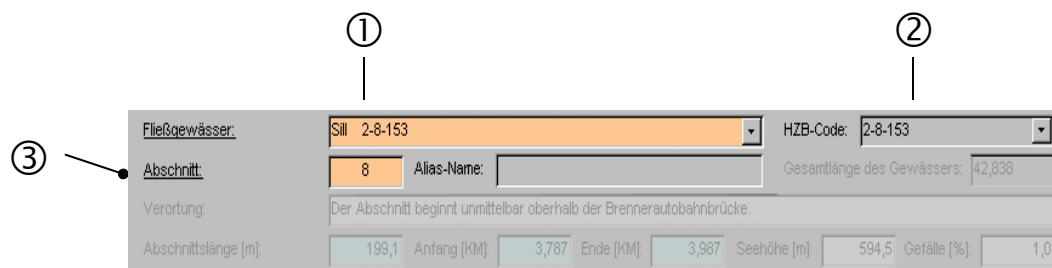 ① ②
Fließgewässer: Sill 2-8-153 HZB-Code: 2-8-153
③ Abschnitt: 8 Alias-Name: Gesamtlänge des Gewässers: 42,838
Verortung: Der Abschnitt beginnt unmittelbar oberhalb der Brennerautobahnbrücke.
Abschnittslänge [m]: 199,1 Anfang [KM]: 3,787 Ende [KM]: 3,987 Seehöhe [m]: 594,5 Gefälle [%]: 1,0